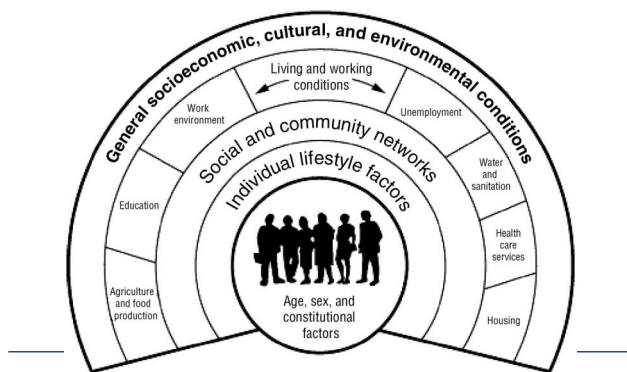 General socioeconomic, cultural, and environmental conditions
Living and working
conditions
Work
environment
Unemployment
Education
Water
and
sanitation
Agriculture
and food
production
Health
care
services
Housing
Social and community networks
Individual lifestyle factors
Age, sex, and
constitutional
factors